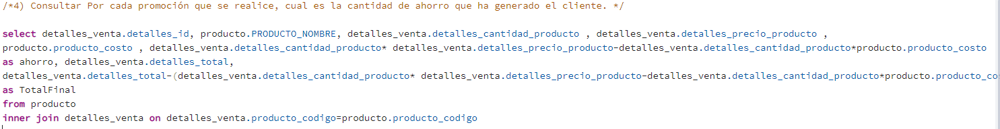 /*4) Consultar Por cada promoción que se realice, cual es la cantidad de ahorro que ha generado el cliente. */
select detalles_venta.detalles_id, producto.PRODUCTO_NOMBRE, detalles_venta.detalles_cantidad_producto , detalles_venta.detalles_precio_producto ,
producto.producto_costo , detalles_venta.detalles_cantidad_producto* detalles_venta.detalles_precio_producto-detalles_venta.detalles_cantidad_producto*producto.producto_costo
as ahorro, detalles_venta.detalles_total,
detalles_venta.detalles_total-(detalles_venta.detalles_cantidad_producto* detalles_venta.detalles_precio_producto-detalles_venta.detalles_cantidad_producto*producto.producto_cos
as TotalFinal
from producto
inner join detalles_venta on detalles_venta.producto_codigo=producto.producto_codigo